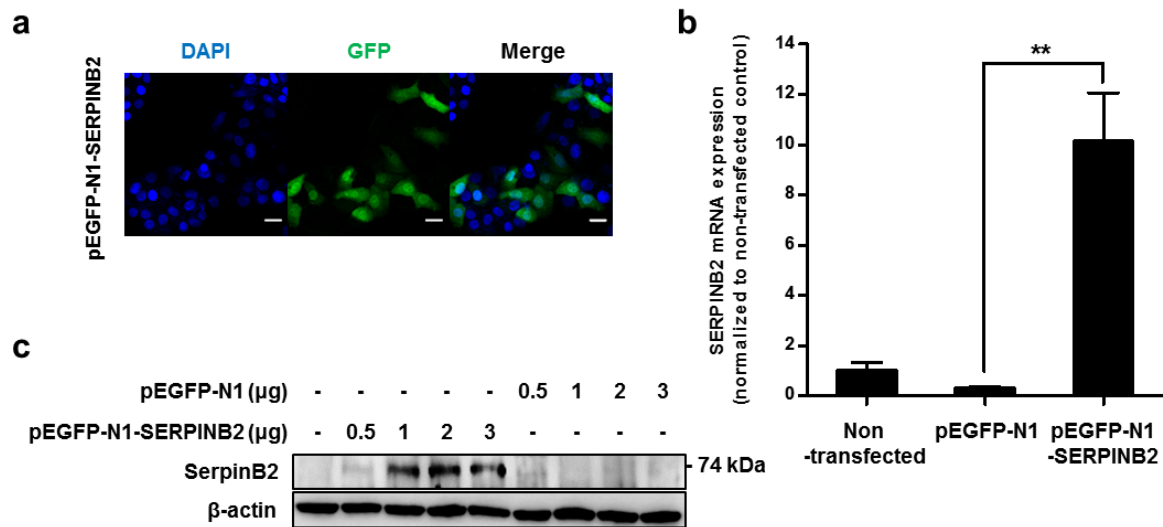 a
DAPI GFP Merge
pEGFP-N1-SERPINB2
b
SERPINB2 mRNA expression
(normalized to non-transfected control)
14
12
10
8
6
4
2
0
**
Non
-transfected
pEGFP-N1
pEGFP-N1
-SERPINB2
c
pEGFP-N1 (µg) - - - - - 0.5 1 2 3
pEGFP-N1-SERPINB2 (µg) - 0.5 1 2 3 - - - -
SerpinB2 - 74 kDa
β-actin